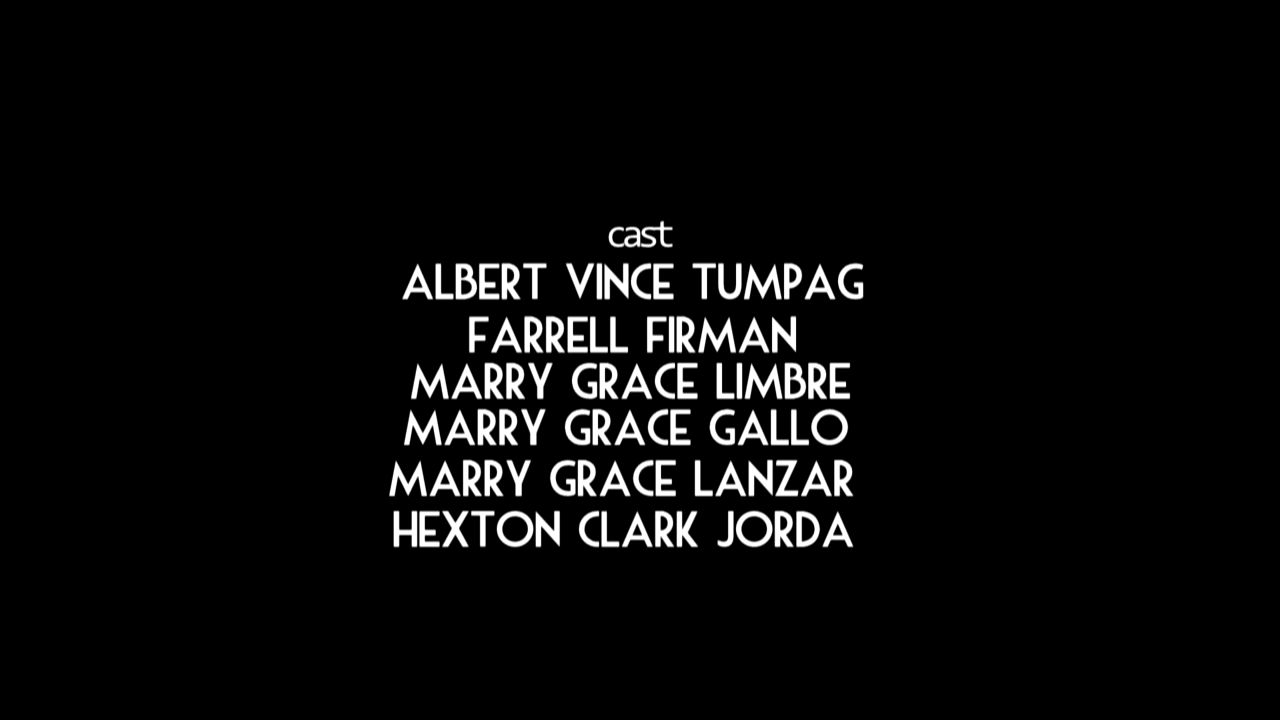 cast
ALBERT VINCE TUMPAG
FARRELL FIRMAN
MARRY GRACE LIMBRE
MARRY GRACE GALLO
MARRY GRACE LANZAR
HEXTON CLARK JORDA